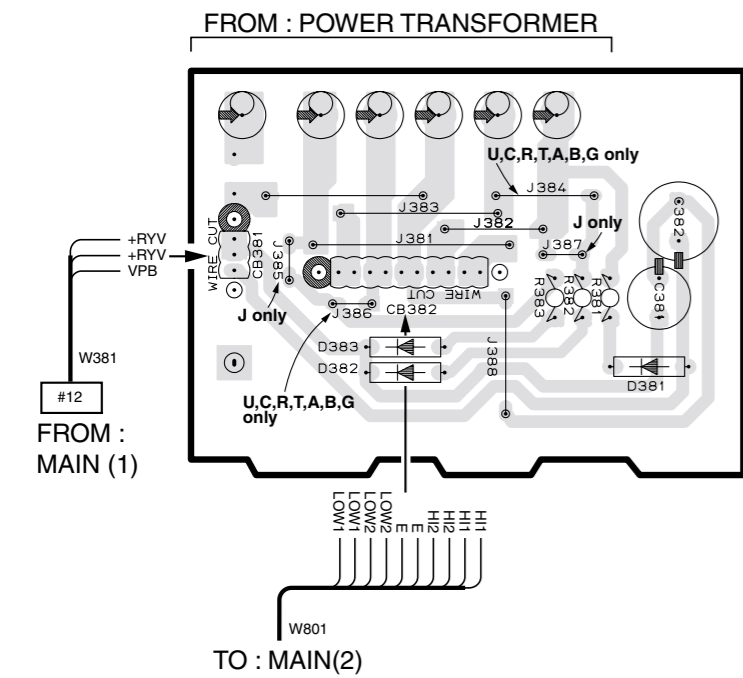 FROM : POWER TRANSFORMER
U,C,R,T,A,B,G only
J384
J383
C382
J382
J only
+RYV
+RYV
VPB
WIRE CUT
CB381
J385
J381
J387
WIRE CUT
R383
R382
R381
C381
J only
J386
CB382
W381
D383
D382
J388
D381
#12
U,C,R,T,A,B,G
only
FROM :
MAIN (1)
LOW1
LOW1
LOW2
LOW2
E
E
HI2
HI2
HI1
HI1
W801
TO : MAIN(2)